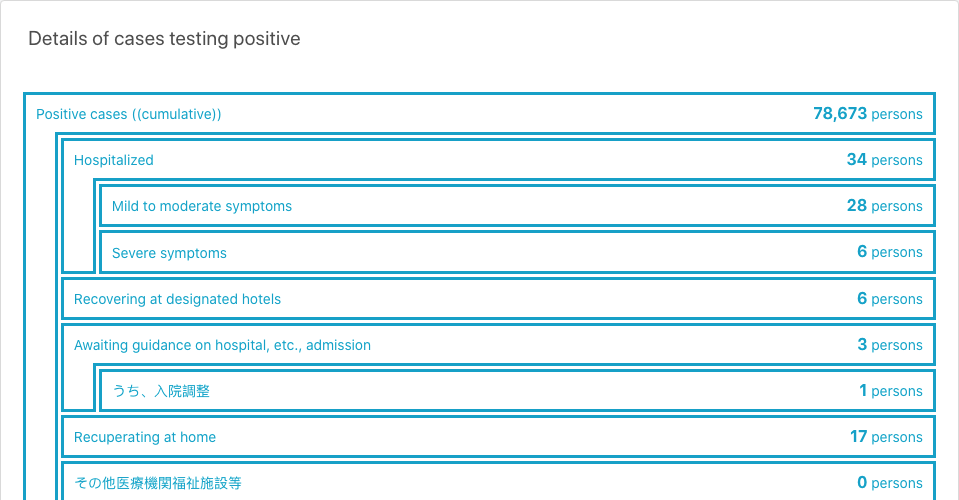 Details of cases testing positive
Positive cases ((cumulative)) 78,673 persons
Hospitalized 34 persons
Mild to moderate symptoms 28 persons
Severe symptoms 6 persons
Recovering at designated hotels 6 persons
Awaiting guidance on hospital, etc., admission 3 persons
うち、入院調整 1 persons
Recuperating at home 17 persons
その他医療機関福祉施設等 0 persons